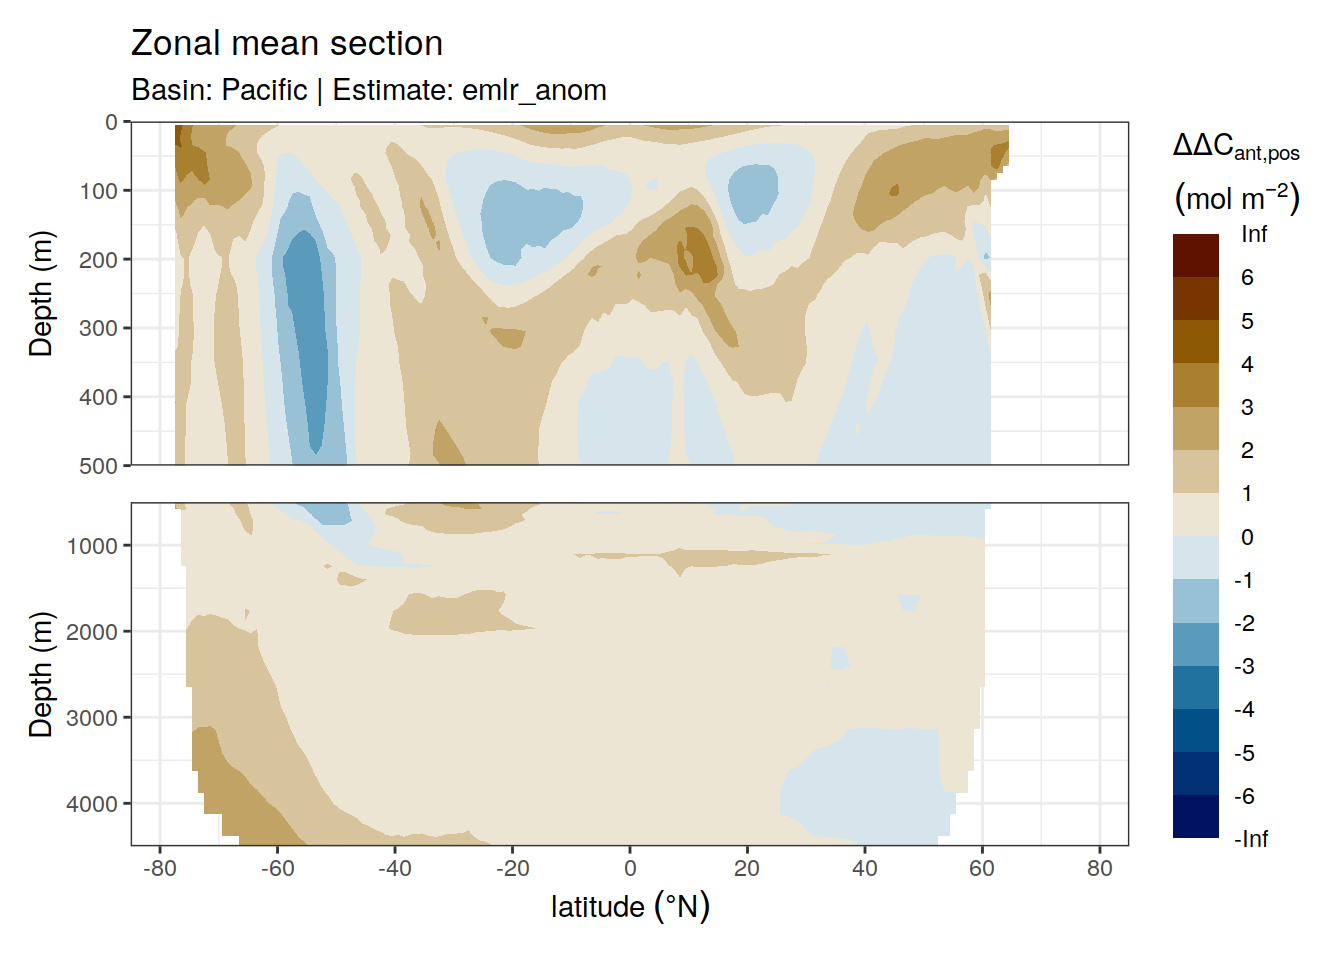 Zonal mean section
Basin: Pacific | Estimate: emlr_anom
0
100
200
300
400
500
Depth (m)
1000
2000
3000
4000
Depth (m)
-80 -60 -40 -20 0 20 40 60 80
latitude (°N)
ΔΔC_ant,pos
(mol m⁻²)
Inf
6
5
4
3
2
1
0
-1
-2
-3
-4
-5
-6
-Inf